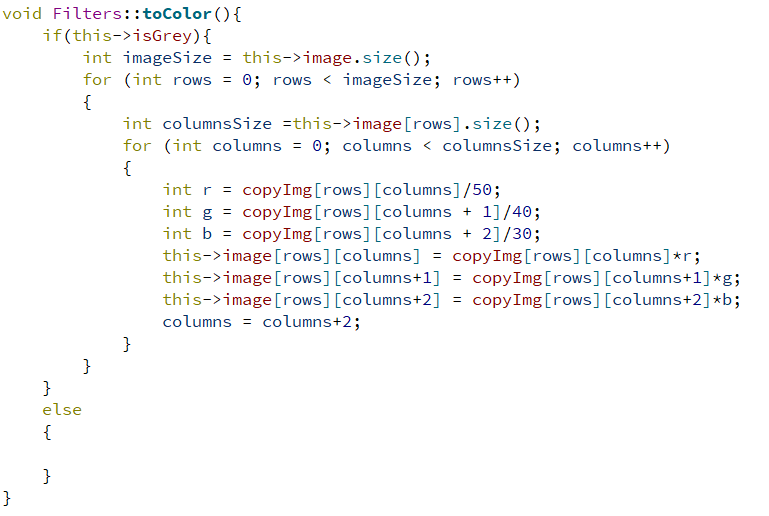 void Filters::toColor(){
    if(this->isGrey){
        int imageSize = this->image.size();
        for (int rows = 0; rows < imageSize; rows++)
        {
            int columnsSize =this->image[rows].size();
            for (int columns = 0; columns < columnsSize; columns++)
            {
                int r = copyImg[rows][columns]/50;
                int g = copyImg[rows][columns + 1]/40;
                int b = copyImg[rows][columns + 2]/30;
                this->image[rows][columns] = copyImg[rows][columns]*r;
                this->image[rows][columns+1] = copyImg[rows][columns+1]*g;
                this->image[rows][columns+2] = copyImg[rows][columns+2]*b;
                columns = columns+2;
            }
        }
    }
    else
    {

    }
}